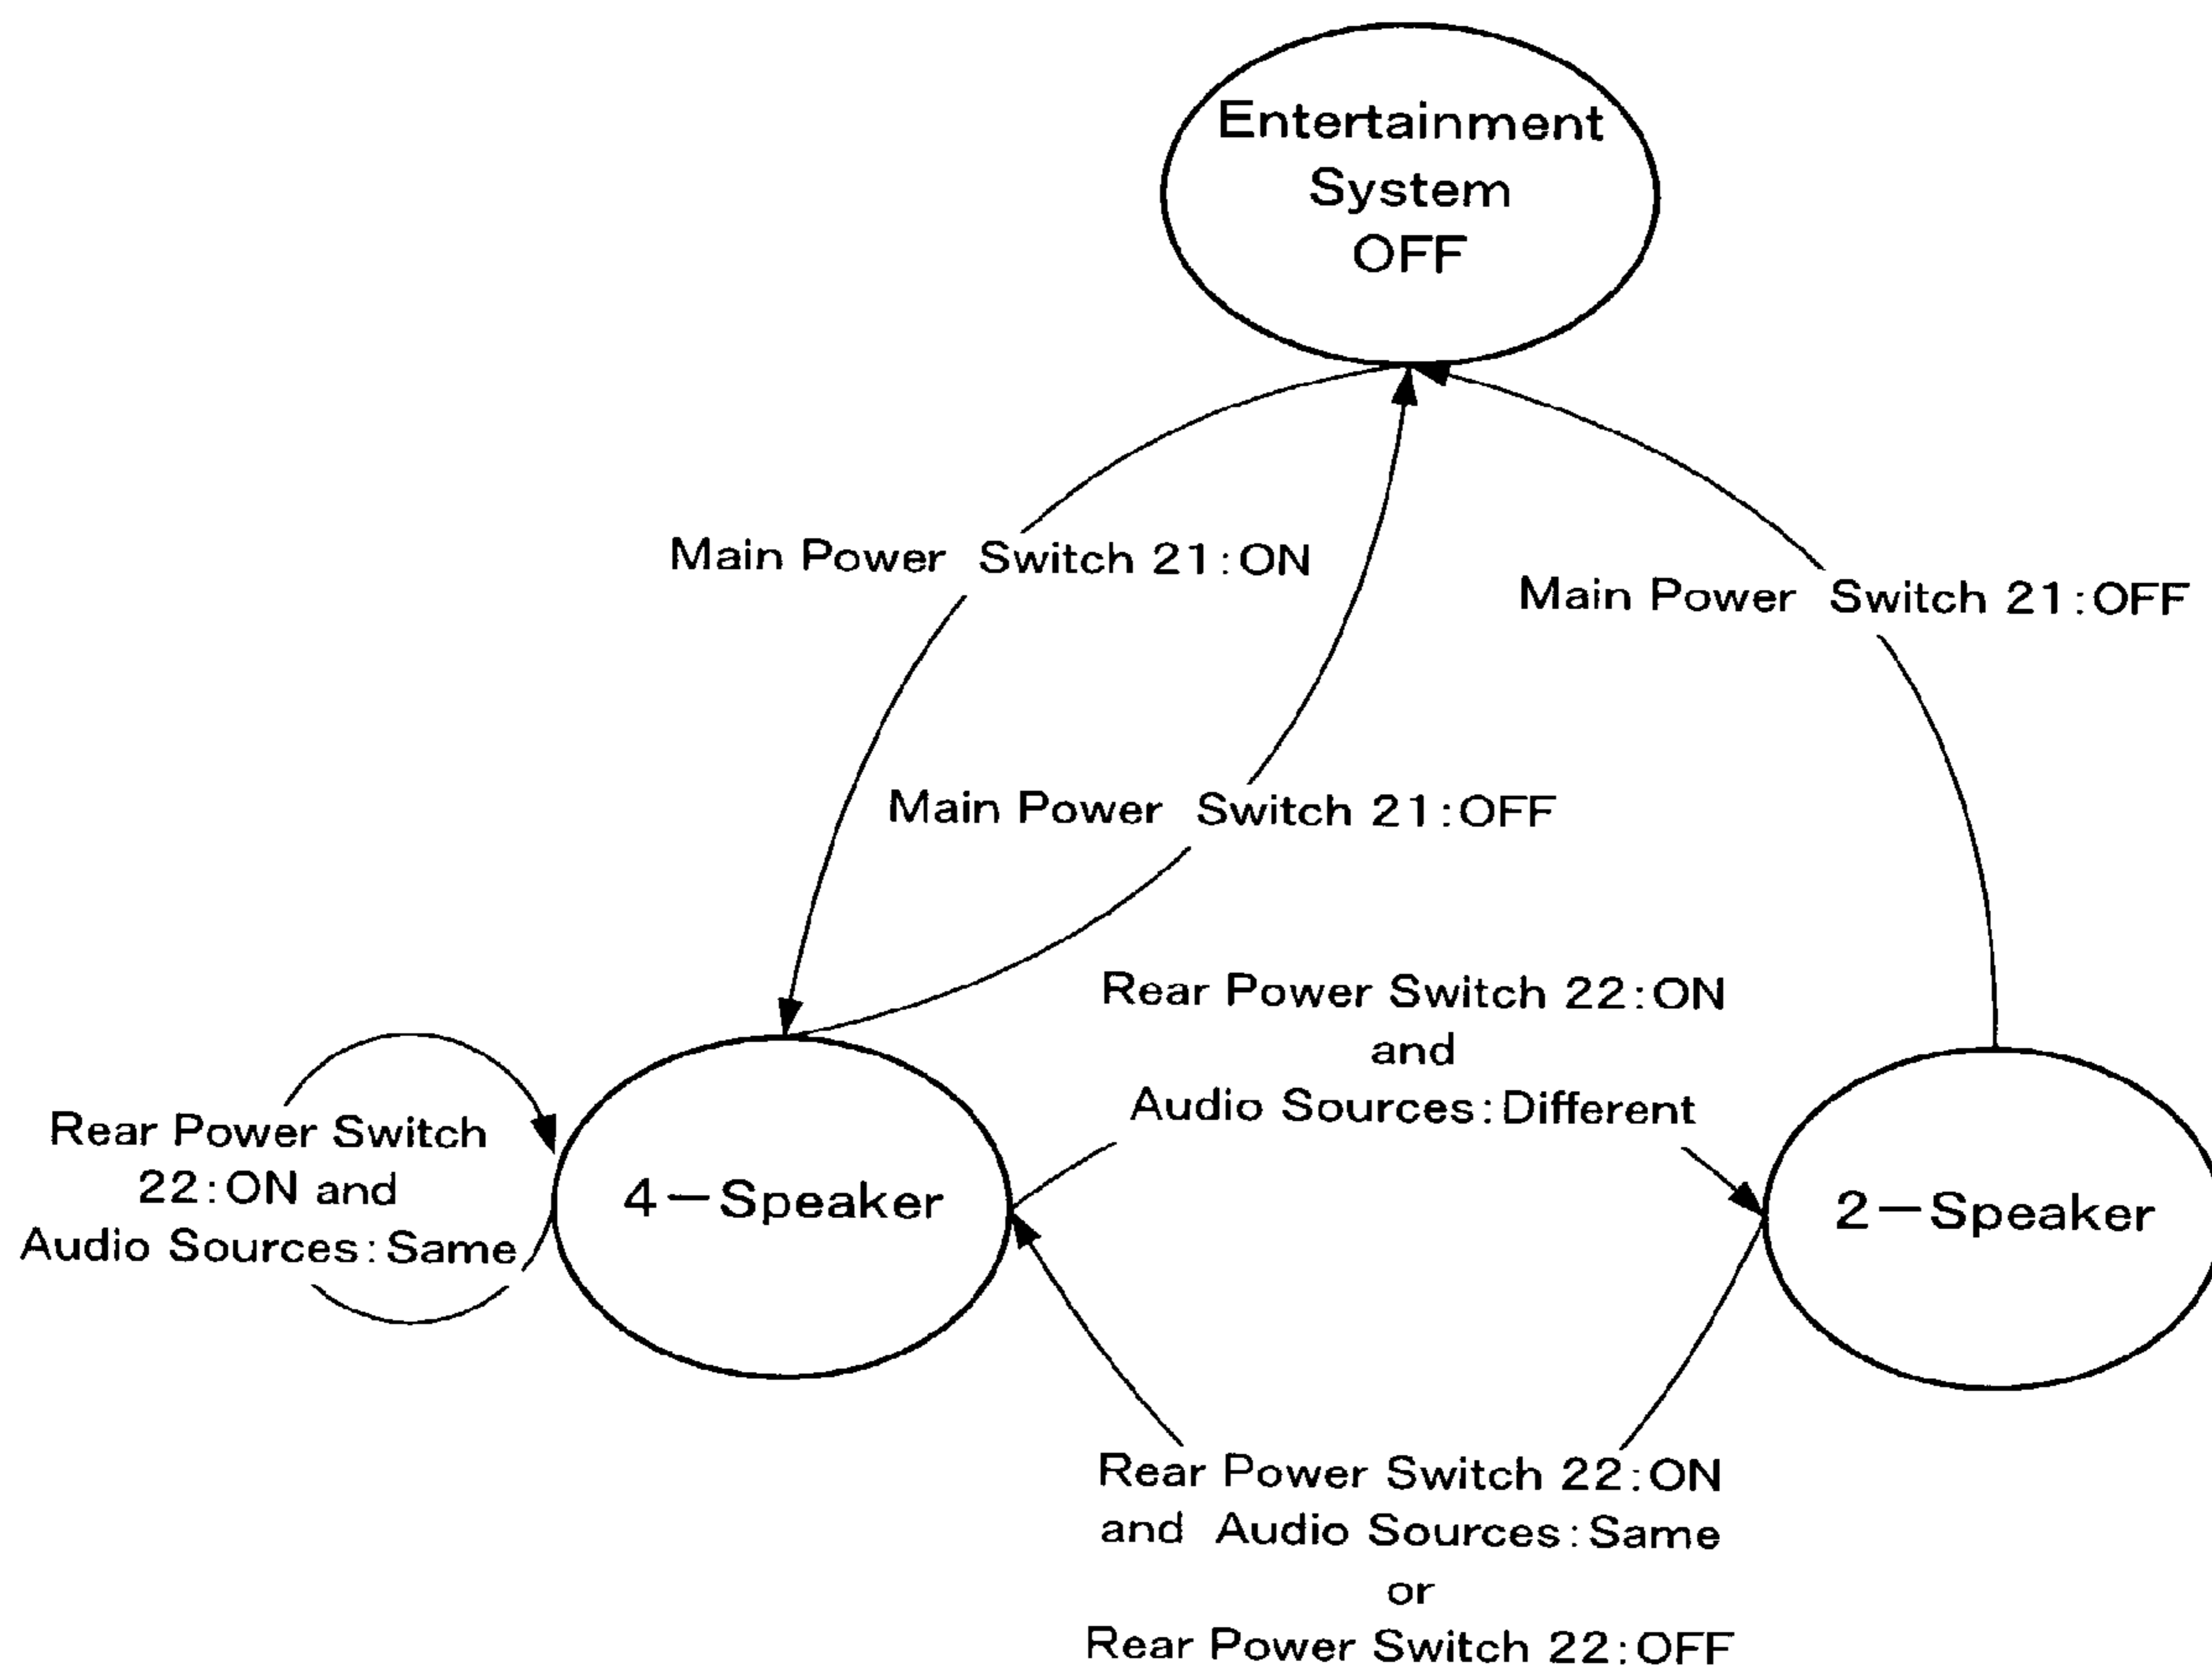 Entertainment
System
OFF
Main Power Switch 21:ON
Main Power Switch 21:OFF
Main Power Switch 21:OFF
Rear Power Switch 22:ON
and
Audio Sources:Different
Rear Power Switch
22:ON and
Audio Sources:Same
4-Speaker
2-Speaker
Rear Power Switch 22:ON
and Audio Sources:Same
or
Rear Power Switch 22:OFF